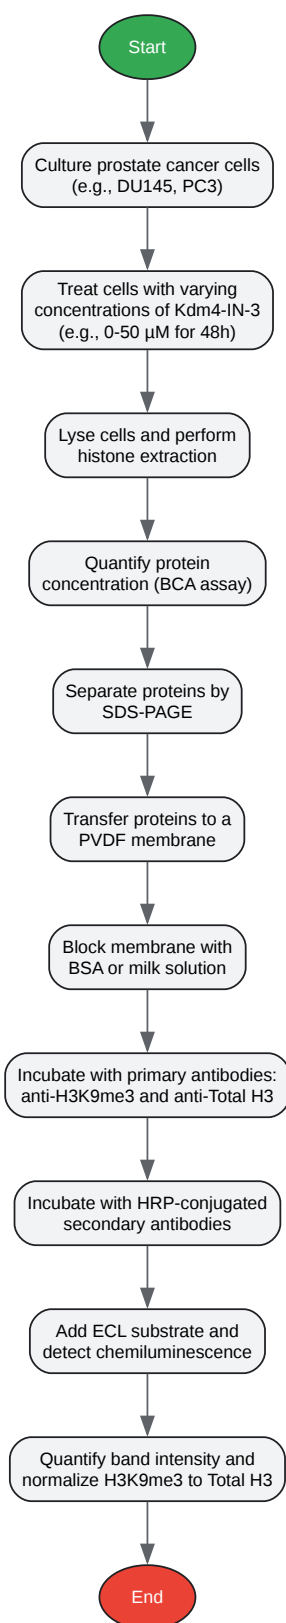 Start
Culture prostate cancer cells
(e.g., DU145, PC3)
Treat cells with varying
concentrations of Kdm4-IN-3
(e.g., 0-50 µM for 48h)
Lyse cells and perform
histone extraction
Quantify protein
concentration (BCA assay)
Separate proteins by
SDS-PAGE
Transfer proteins to a
PVDF membrane
Block membrane with
BSA or milk solution
Incubate with primary antibodies:
anti-H3K9me3 and anti-Total H3
Incubate with HRP-conjugated
secondary antibodies
Add ECL substrate and
detect chemiluminescence
Quantify band intensity and
normalize H3K9me3 to Total H3
End